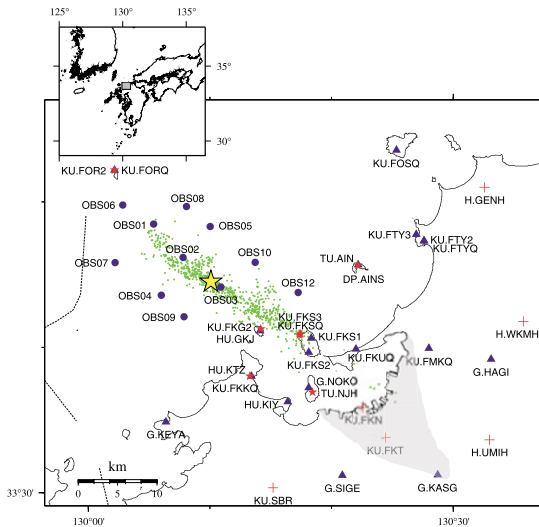 125° 130° 135°
35°
30°
KU.FOSQ
KU.FOR2 KU.FORQ
H.GENH
OBS06 OBS08
OBS01 OBS05
KU.FTY3 KU.FTY2
KU.FTYQ
OBS02 OBS10 TU.AIN
OBS07
DP.AINS
OBS04 OBS03 OBS12
OBS09 KU.FKS3
KU.FKG2 KU.FKSQ
HU.GKJ KU.FKS1
H.WKMH
KU.FKS2 KU.FUQ KU.FMKQ
G.HAGI
HU.KTZ
KU.FKKQ G.NOKO
TU.NJH
HU.KIY
KU.FKN
G.KEYA
KU.FKT H.UMIH
km
0 5 10
KU.SBR G.SIGE G.KASG
33°30'
130°00' 130°30'